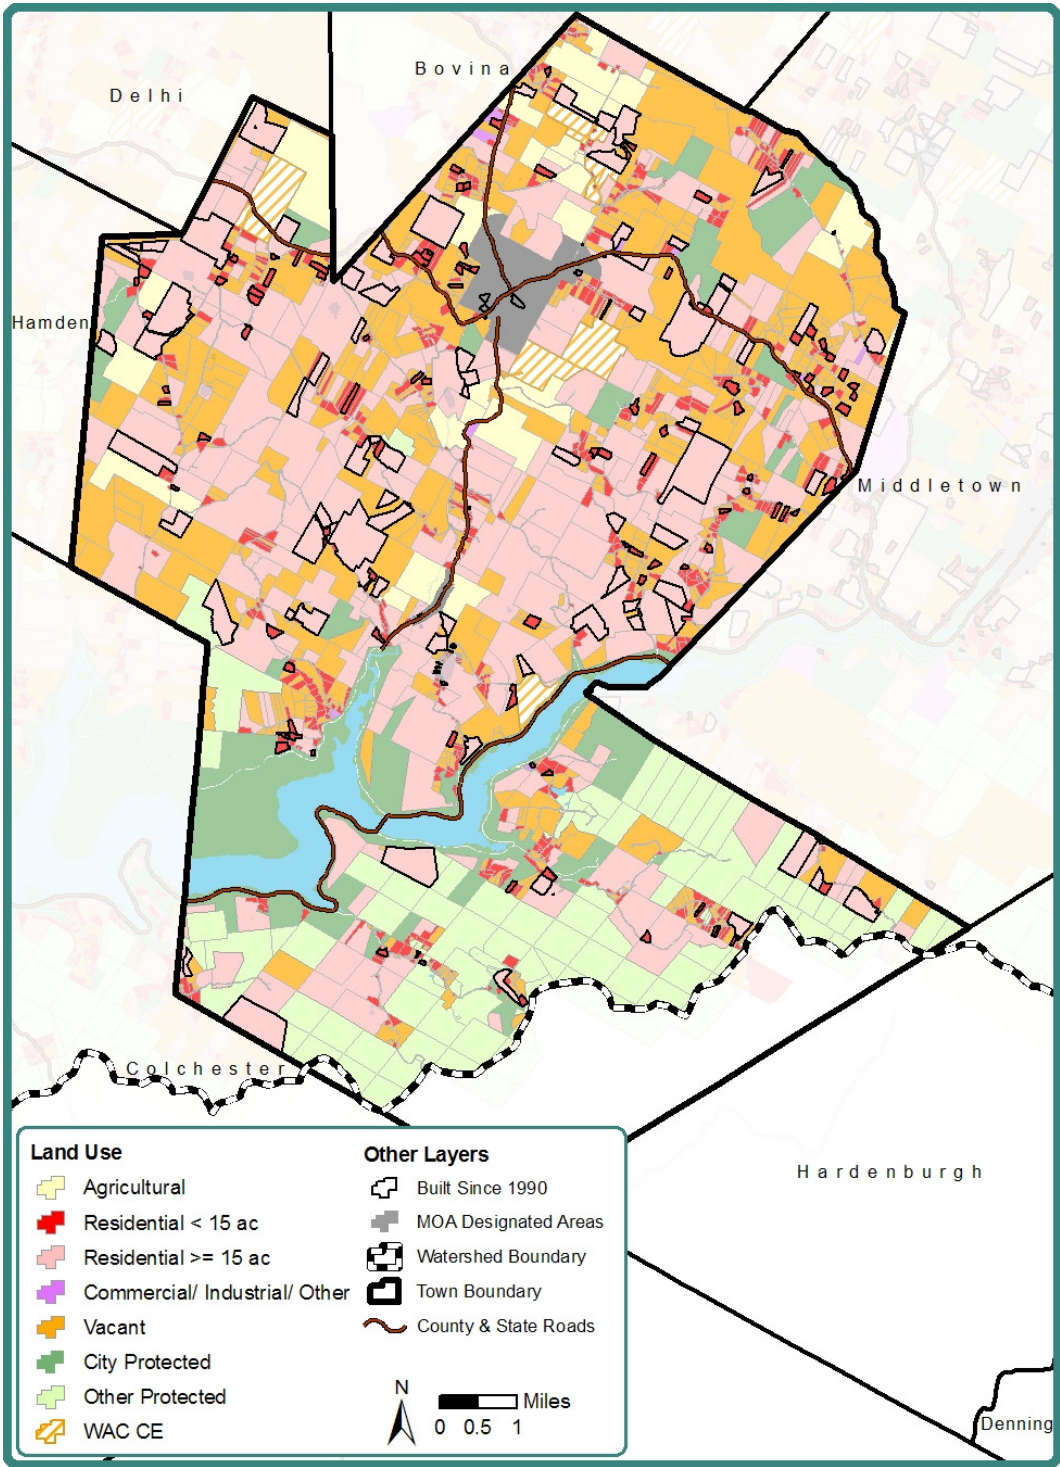 Bovina
Delhi
Hamden
Middletown
Colchester
Hardenburgh
Denning
Land Use
Agricultural
Residential < 15 ac
Residential >= 15 ac
Commercial/ Industrial/ Other
Vacant
City Protected
Other Protected
WAC CE
Other Layers
Built Since 1990
MOA Designated Areas
Watershed Boundary
Town Boundary
County & State Roads
N
Miles
0 0.5 1